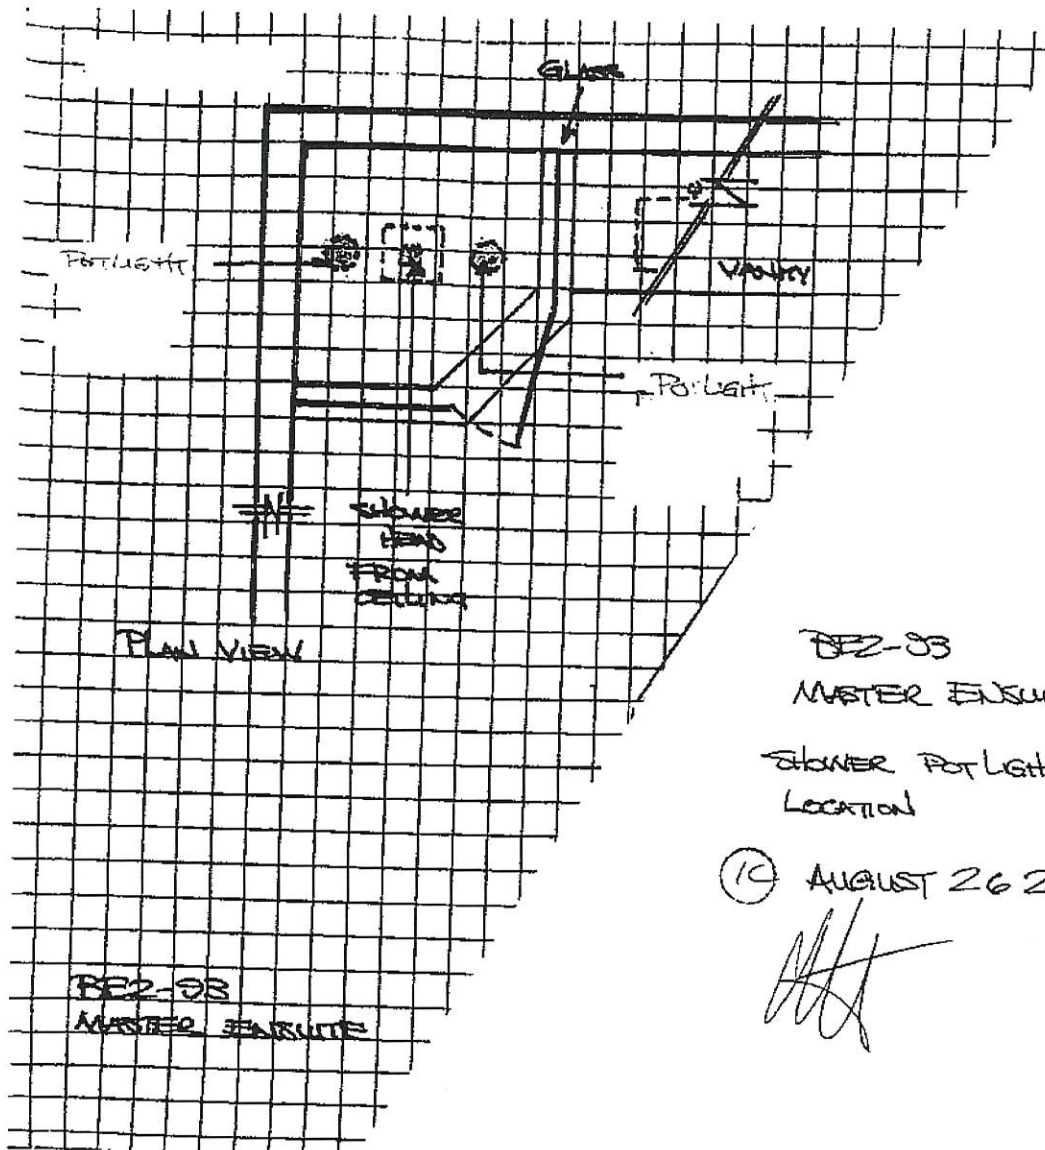 GLASS
POTLIGHT
VANITY
POTLIGHT
SHOWER
HEAD
FROM
CEILING
PLAN VIEW
BE2-93
MASTER ENSU
SHOWER POT LIGH
LOCATION
1C AUGUST 26 2
BE2-93
MASTER ENSUITE